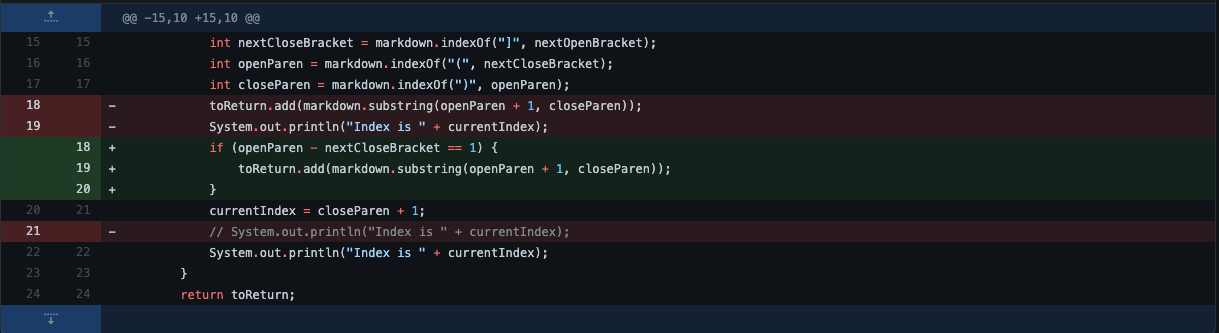 @@ -15,10 +15,10 @@
15 15 int nextCloseBracket = markdown.indexOf("]", nextOpenBracket);
16 16 int openParen = markdown.indexOf("(", nextCloseBracket);
17 17 int closeParen = markdown.indexOf(")", openParen);
18 - toReturn.add(markdown.substring(openParen + 1, closeParen));
19 - System.out.println("Index is " + currentIndex);
18 + if (openParen - nextCloseBracket == 1) {
19 + toReturn.add(markdown.substring(openParen + 1, closeParen));
20 + }
20 21 currentIndex = closeParen + 1;
21 - // System.out.println("Index is " + currentIndex);
22 22 System.out.println("Index is " + currentIndex);
23 23 }
24 24 return toReturn;